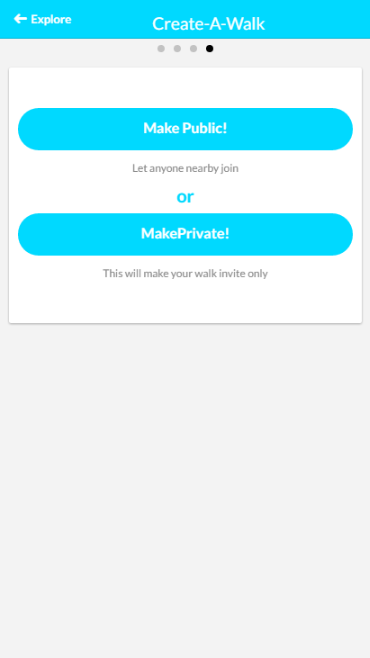 Explore
Create-A-Walk
Make Public!
Let anyone nearby join
or
MakePrivate!
This will make your walk invite only